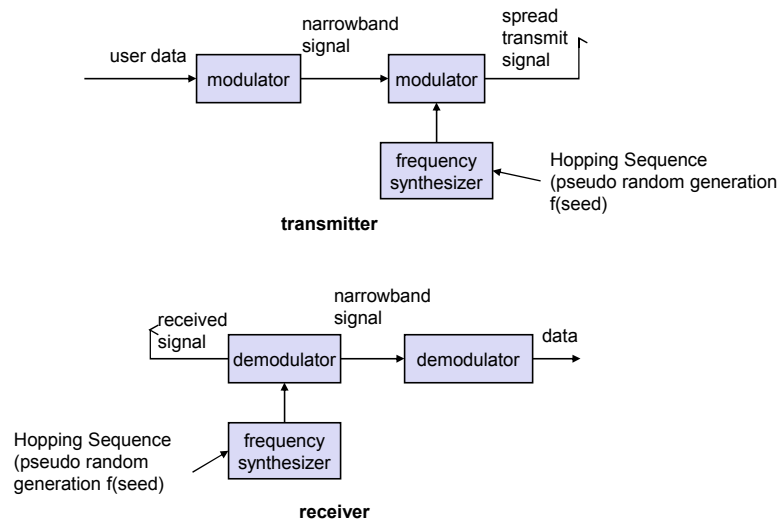 user data
modulator
narrowband
signal
modulator
spread
transmit
signal
frequency
synthesizer
Hopping Sequence
(pseudo random generation
f(seed)
transmitter
received
signal
demodulator
narrowband
signal
demodulator
data
Hopping Sequence
(pseudo random
generation f(seed)
frequency
synthesizer
receiver